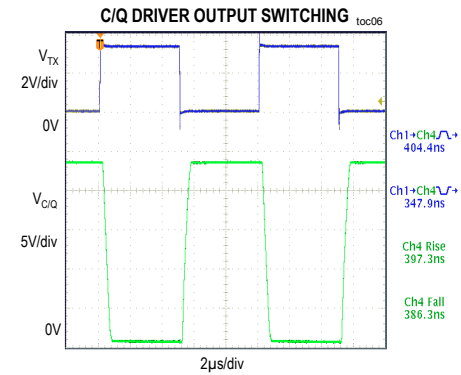 C/Q DRIVER OUTPUT SWITCHING toc06
T
VTX
2V/div
0V
Ch1→Ch4
404.4ns
Ch1→Ch4
347.9ns
VC/Q
5V/div
Ch4 Rise
397.3ns
Ch4 Fall
386.3ns
0V
2µs/div